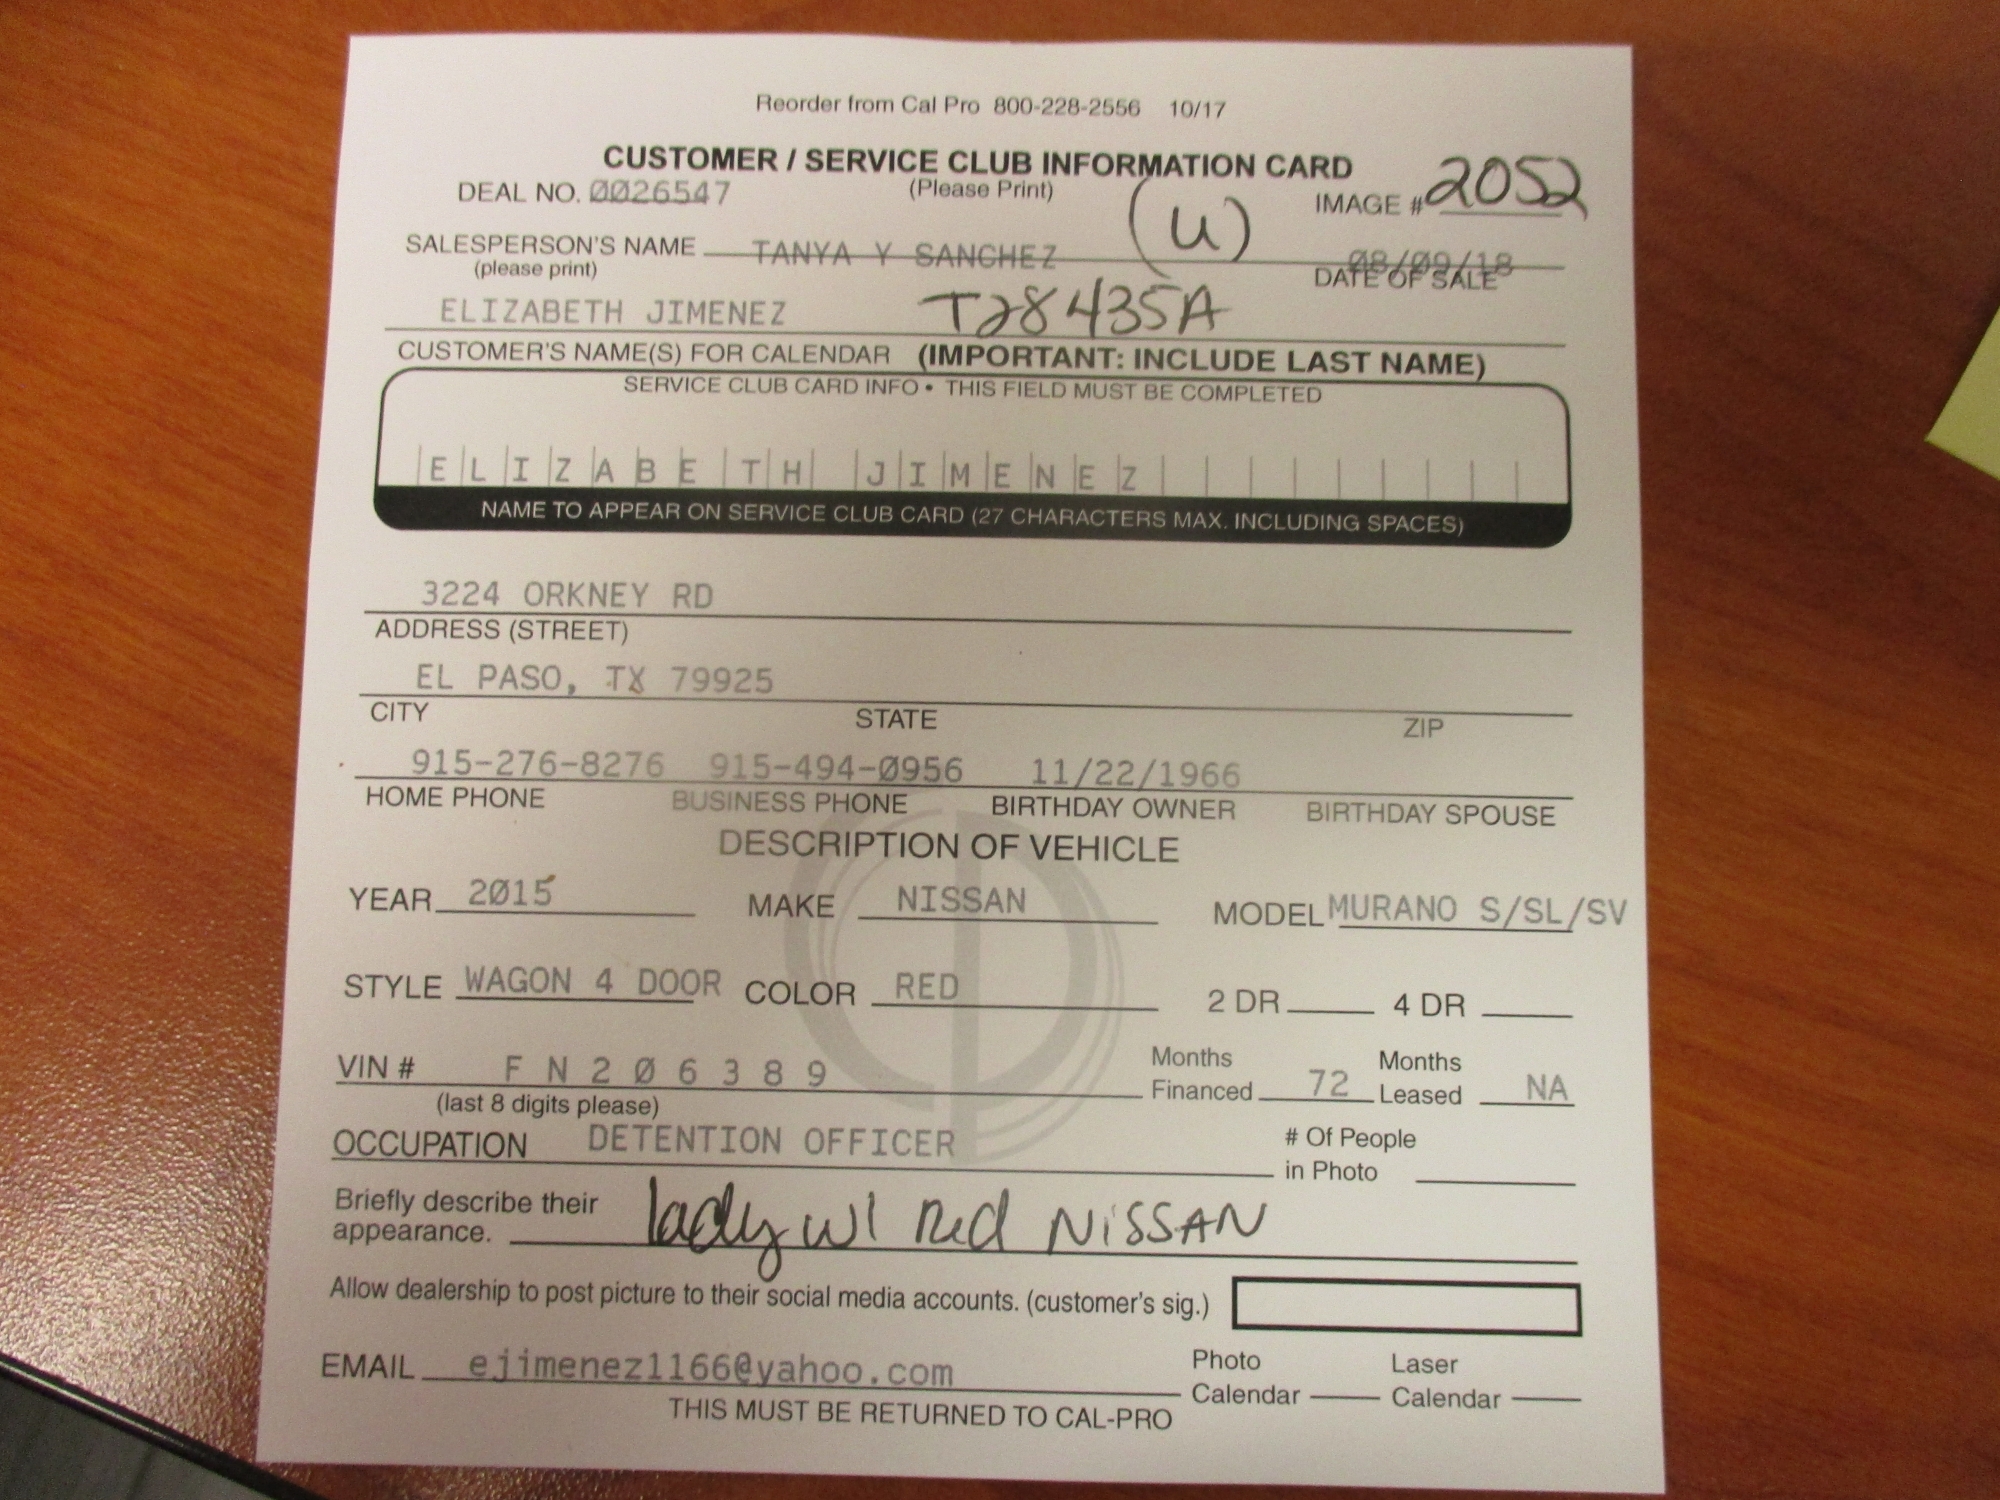 Reorder from Cal Pro 800-228-2556 10/17
CUSTOMER / SERVICE CLUB INFORMATION CARD
DEAL NO. 0026547 (Please Print) (U) IMAGE # 2052
SALESPERSON'S NAME TANYA Y SANCHEZ 08/09/18
(please print) DATE OF SALE
ELIZABETH JIMENEZ T28435A
CUSTOMER'S NAME(S) FOR CALENDAR (IMPORTANT: INCLUDE LAST NAME)
SERVICE CLUB CARD INFO • THIS FIELD MUST BE COMPLETED
ELIZABETH JIMENEZ
NAME TO APPEAR ON SERVICE CLUB CARD (27 CHARACTERS MAX. INCLUDING SPACES)
3224 ORKNEY RD
ADDRESS (STREET)
EL PASO, TX 79925
CITY STATE ZIP
915-276-8276 915-494-0956 11/22/1966
HOME PHONE BUSINESS PHONE BIRTHDAY OWNER BIRTHDAY SPOUSE
DESCRIPTION OF VEHICLE
YEAR 2015 MAKE NISSAN MODEL MURANO S/SL/SV
STYLE WAGON 4 DOOR COLOR RED 2 DR 4 DR
VIN # F N 2 0 6 3 8 9 Months Financed 72 Months Leased NA
(last 8 digits please)
OCCUPATION DETENTION OFFICER # Of People in Photo
Briefly describe their appearance. lady w/ Red NiSSAN
Allow dealership to post picture to their social media accounts. (customer's sig.)
EMAIL ejimenez1166@yahoo.com Photo Calendar Laser Calendar
THIS MUST BE RETURNED TO CAL-PRO